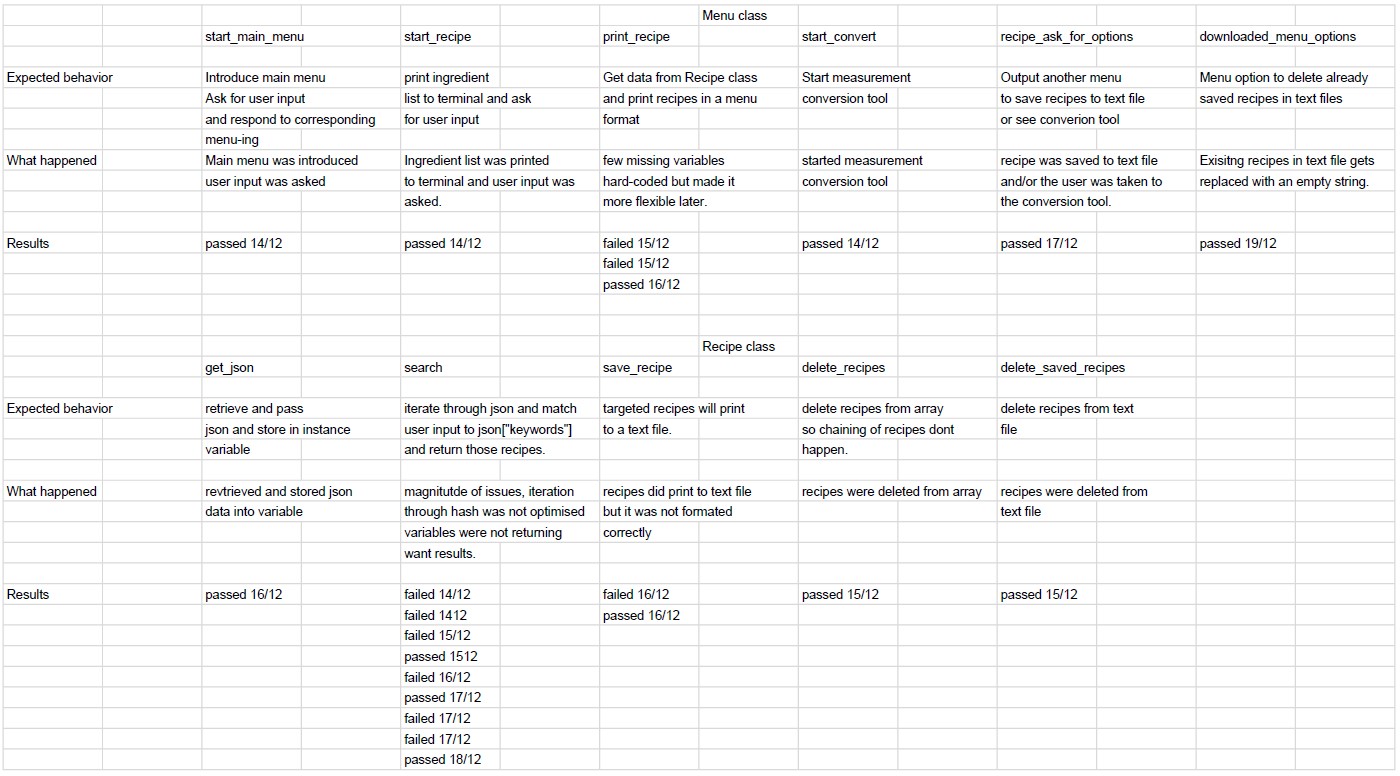 Menu class
start_main_menu start_recipe print_recipe start_convert recipe_ask_for_options downloaded_menu_options
Expected behavior Introduce main menu print ingredient Get data from Recipe class Start measurement Output another menu Menu option to delete already
Ask for user input list to terminal and ask and print recipes in a menu conversion tool to save recipes to text file saved recipes in text files
and respond to corresponding for user input format or see converion tool
menu-ing
What happened Main menu was introduced Ingredient list was printed few missing variables started measurement recipe was saved to text file Exisitng recipes in text file gets
user input was asked to terminal and user input was hard-coded but made it conversion tool and/or the user was taken to replaced with an empty string.
asked. more flexible later. the conversion tool.
Results passed 14/12 passed 14/12 failed 15/12 passed 14/12 passed 17/12 passed 19/12
failed 15/12
passed 16/12
Recipe class
get_json search save_recipe delete_recipes delete_saved_recipes
Expected behavior retrieve and pass iterate through json and match targeted recipes will print delete recipes from array delete recipes from text
json and store in instance user input to json["keywords"] to a text file. so chaining of recipes dont file
variable and return those recipes. happen.
What happened revtrieved and stored json magnitutde of issues, iteration recipes did print to text file recipes were deleted from array recipes were deleted from
data into variable through hash was not optimised but it was not formated text file
variables were not returning correctly
want results.
Results passed 16/12 failed 14/12 failed 16/12 passed 15/12 passed 15/12
failed 1412 passed 16/12
failed 15/12
passed 1512
failed 16/12
passed 17/12
failed 17/12
failed 17/12
passed 18/12